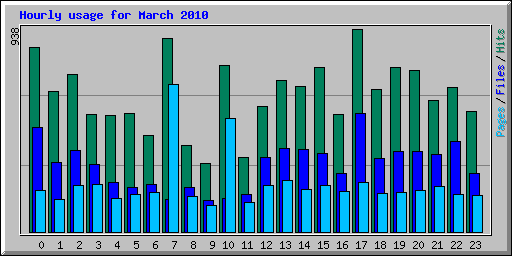 Hourly usage for March 2010
938
Pages / Files / Hits
0 1 2 3 4 5 6 7 8 9 10 11 12 13 14 15 16 17 18 19 20 21 22 23